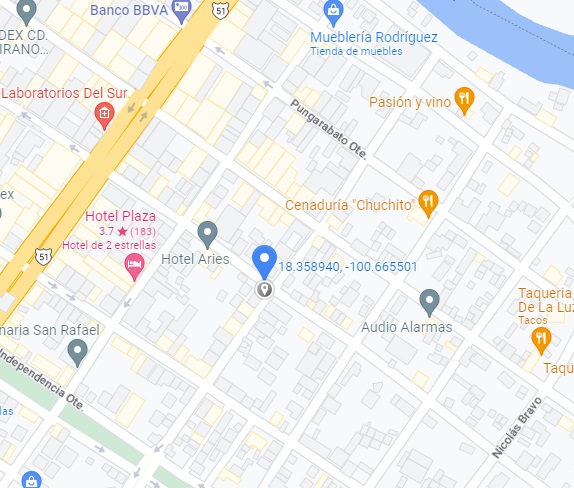 Banco BBVA
51
DEX CD.
IRANO...
Mueblería Rodríguez
Tienda de muebles
Laboratorios Del Sur
Pasión y vino
Pungarabato Ote.
ex
Cenaduría "Chuchito"
Hotel Plaza
3.7 ★ (183)
Hotel de 2 estrellas
51
Hotel Aries
18.358940, -100.665501
Taqueria
De La Luz
Tacos
Audio Alarmas
naria San Rafael
Independencia Ote.
Taqu
Nicolás Bravo
las